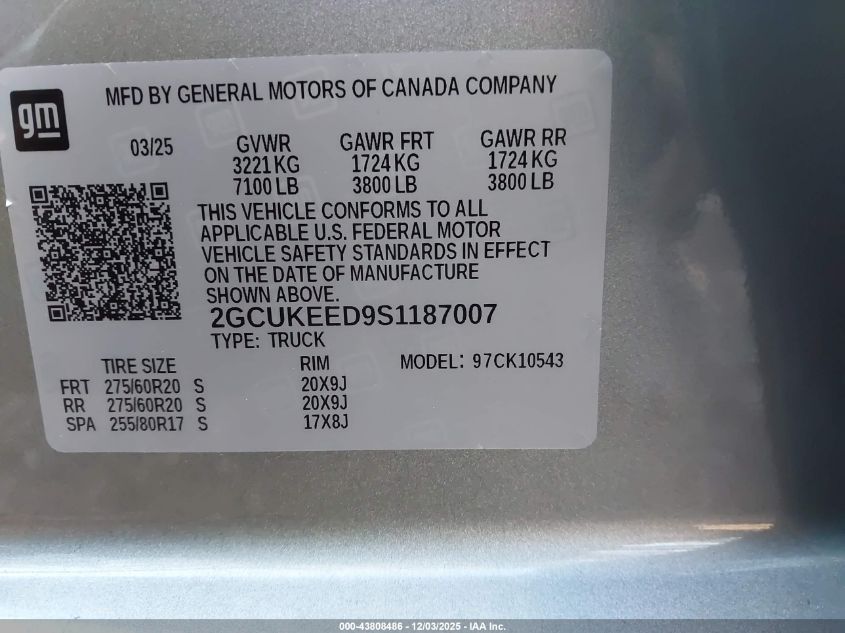 gm
MFD BY GENERAL MOTORS OF CANADA COMPANY
03/25 GVWR GAWR FRT GAWR RR
3221 KG 1724 KG 1724 KG
7100 LB 3800 LB 3800 LB
THIS VEHICLE CONFORMS TO ALL
APPLICABLE U.S. FEDERAL MOTOR
VEHICLE SAFETY STANDARDS IN EFFECT
ON THE DATE OF MANUFACTURE
SHOWN ABOVE.
2GCUKEED9S1187007
TYPE: TRUCK
TIRE SIZE RIM MODEL: 97CK10543
FRT 275/60R20 S 20X9J
RR 275/60R20 S 20X9J
SPA 255/80R17 S 17X8J
000-43808486 - 12/03/2025 - IAA Inc.